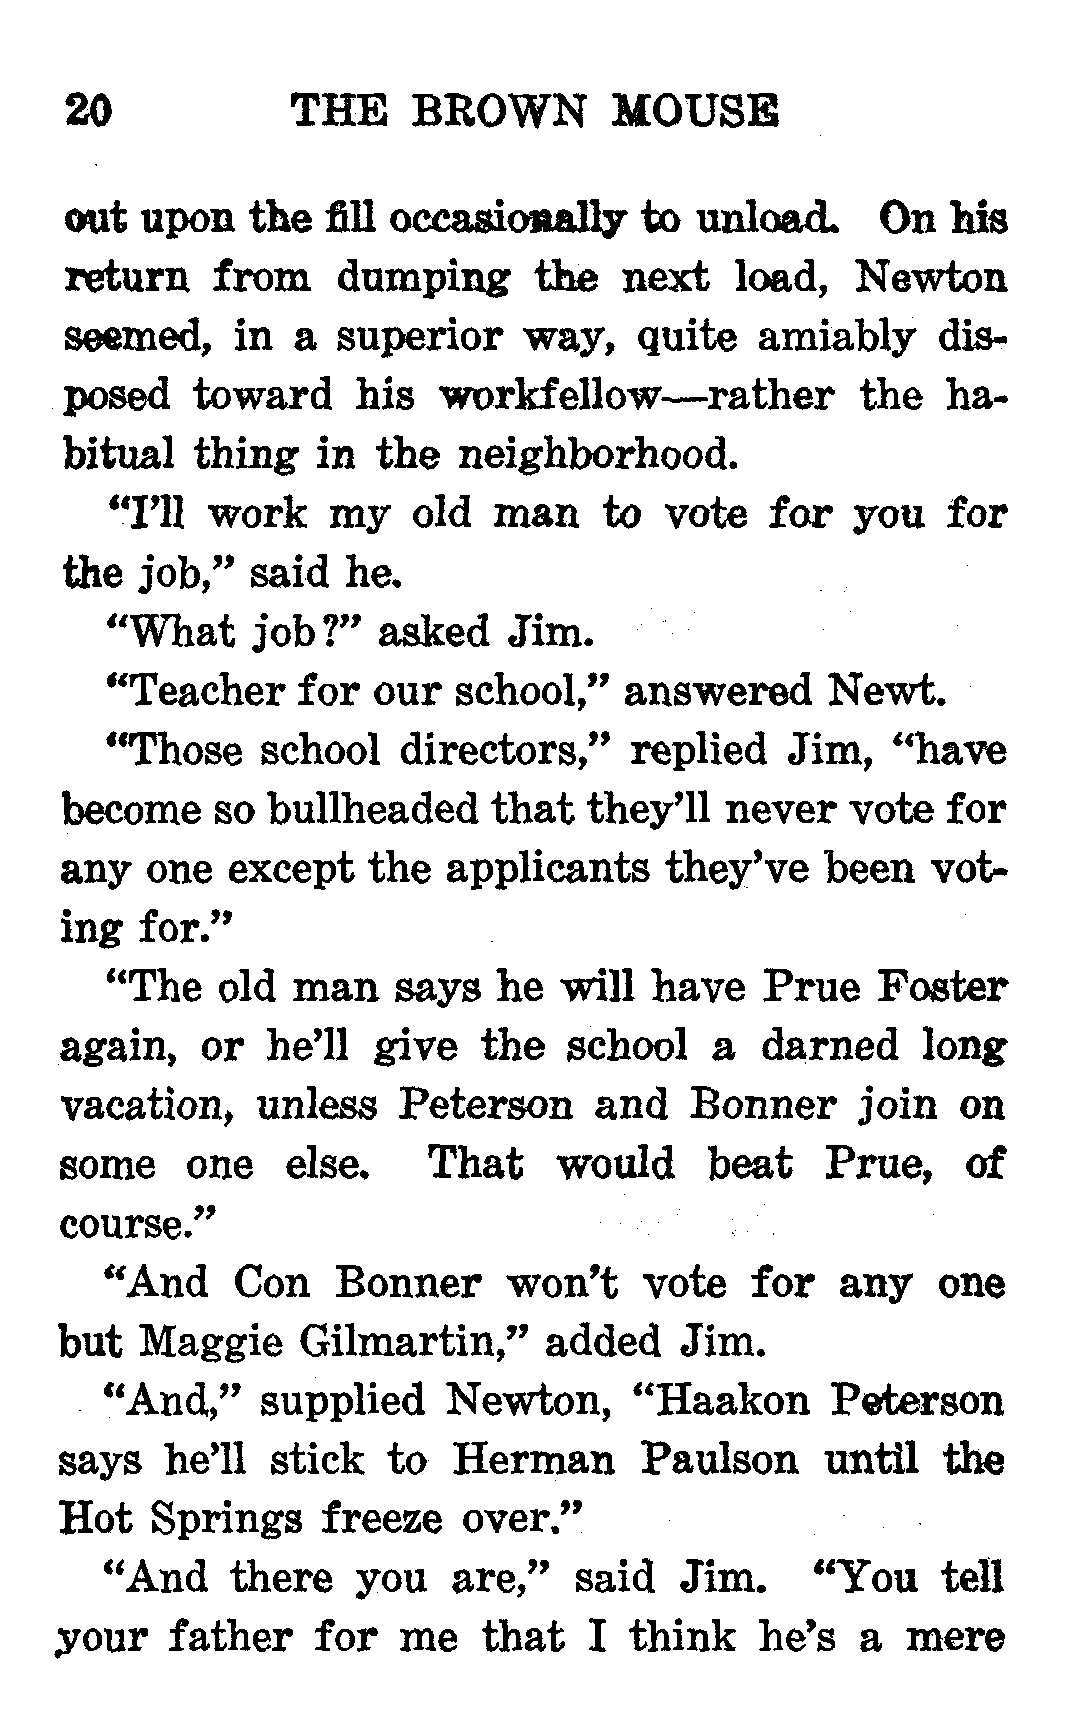 20 THE BROWN MOUSE
out upon the fill occasionally to unload. On his
return from dumping the next load, Newton
seemed, in a superior way, quite amiably dis-
posed toward his workfellow—rather the ha-
bitual thing in the neighborhood.
“I’ll work my old man to vote for you for
the job,” said he.
“What job?” asked Jim.
“Teacher for our school,” answered Newt.
“Those school directors,” replied Jim, “have
become so bullheaded that they’ll never vote for
any one except the applicants they’ve been vot-
ing for.”
“The old man says he will have Prue Foster
again, or he’ll give the school a darned long
vacation, unless Peterson and Bonner join on
some one else. That would beat Prue, of
course.”
“And Con Bonner won’t vote for any one
but Maggie Gilmartin,” added Jim.
“And,” supplied Newton, “Haakon Peterson
says he’ll stick to Herman Paulson until the
Hot Springs freeze over.”
“And there you are,” said Jim. “You tell
your father for me that I think he’s a mere